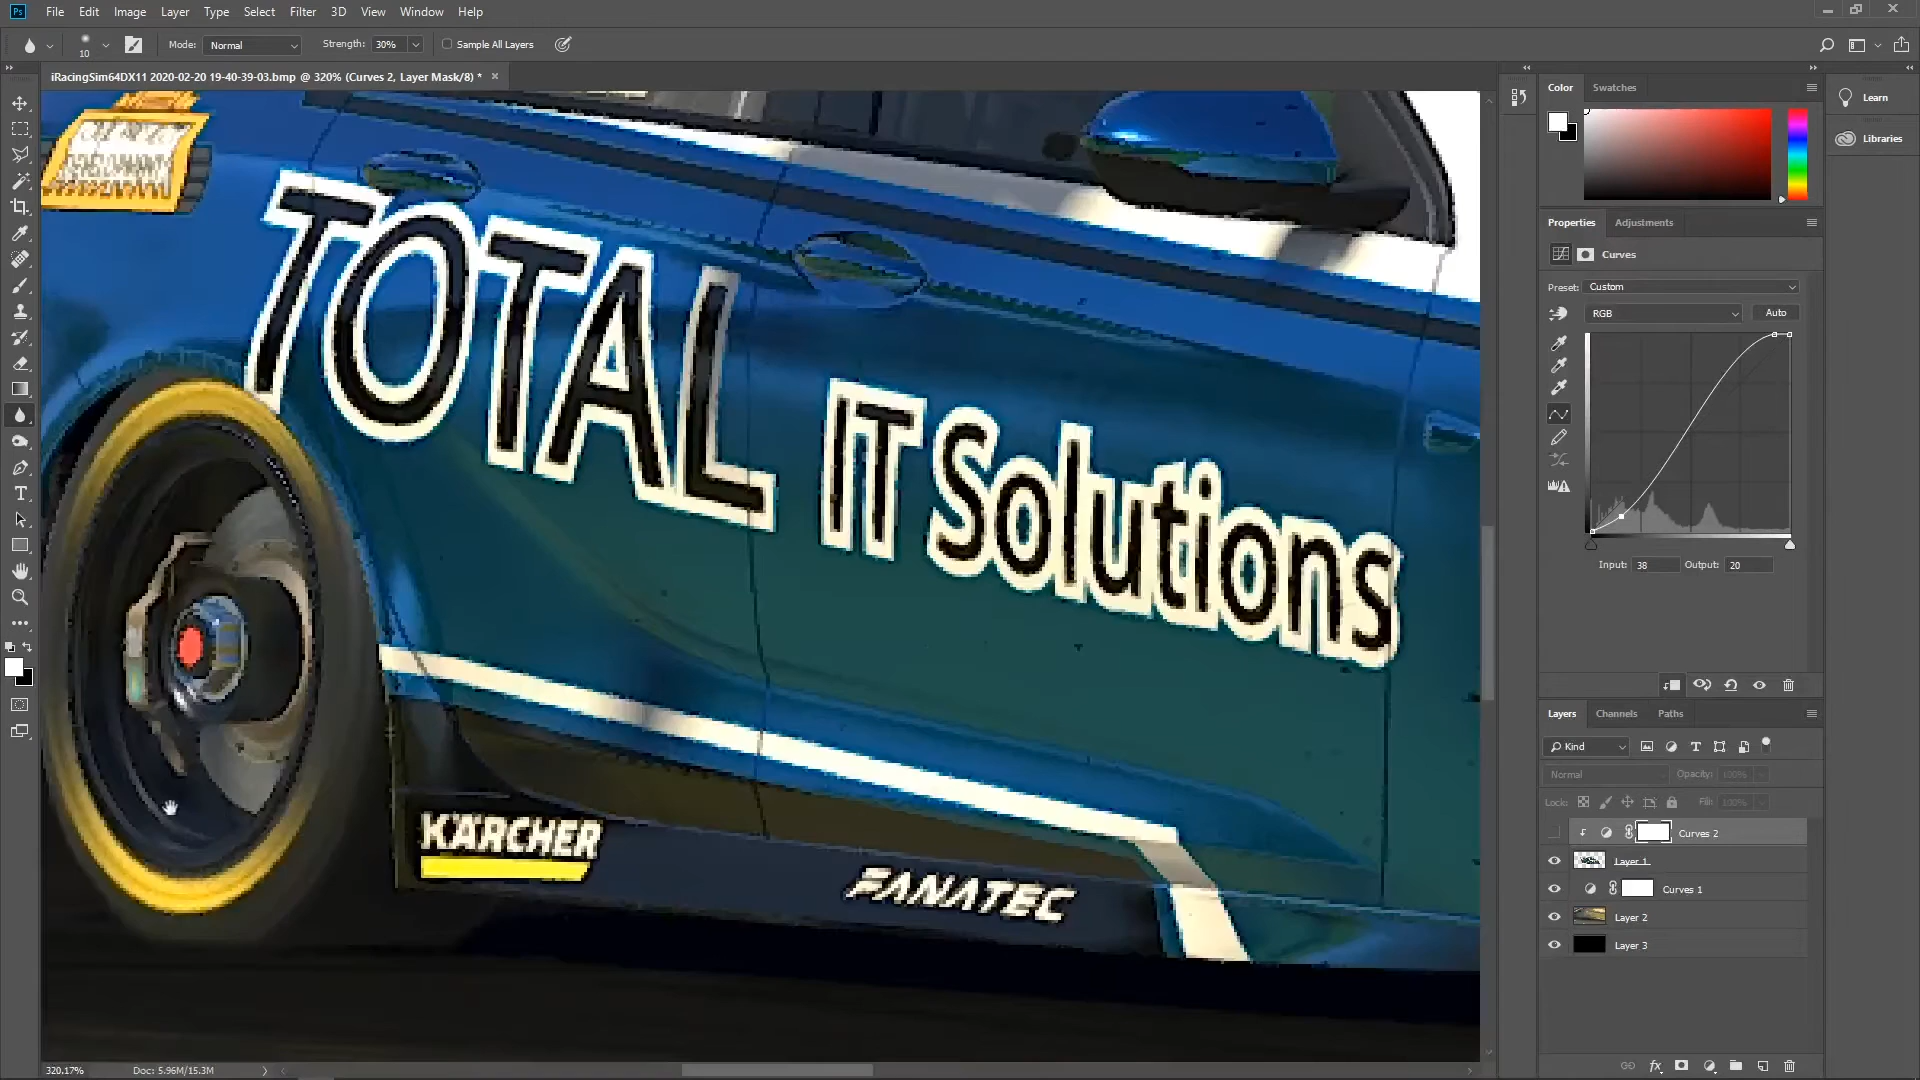 Ps File Edit Image Layer Type Select Filter 3D View Window Help
10 Mode: Normal Strength: 30% Sample All Layers
iRacingSim64DX11 2020-02-20 19-40-39-03.bmp @ 320% (Curves 2, Layer Mask/8) *
TOTAL IT Solutions
KÄRCHER
FANATEC
320.17% Doc: 5.96M/15.3M
Color Swatches
Learn
Libraries
Properties Adjustments
Curves
Preset: Custom
RGB Auto
Input: 38 Output: 20
Layers Channels Paths
Kind
Normal Opacity: 100%
Lock: Fill: 100%
Curves 2
Layer 1
Curves 1
Layer 2
Layer 3